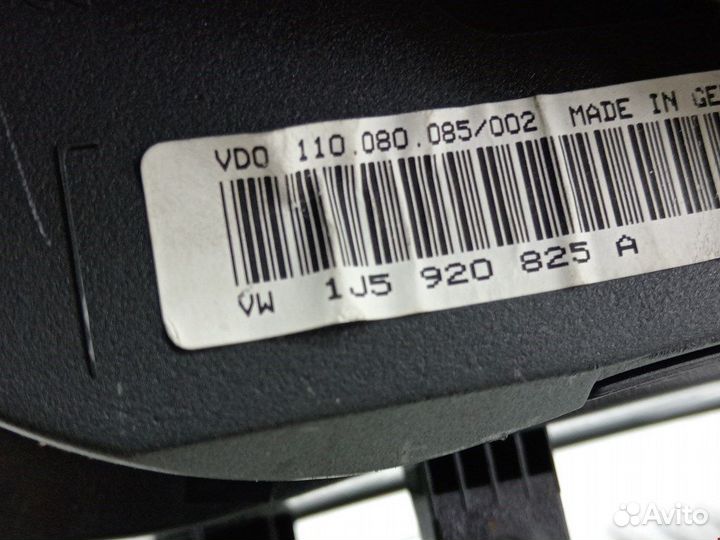 VDO 110.080.085/002 MADE IN GE
VW 1J5 920 825 A
Avito